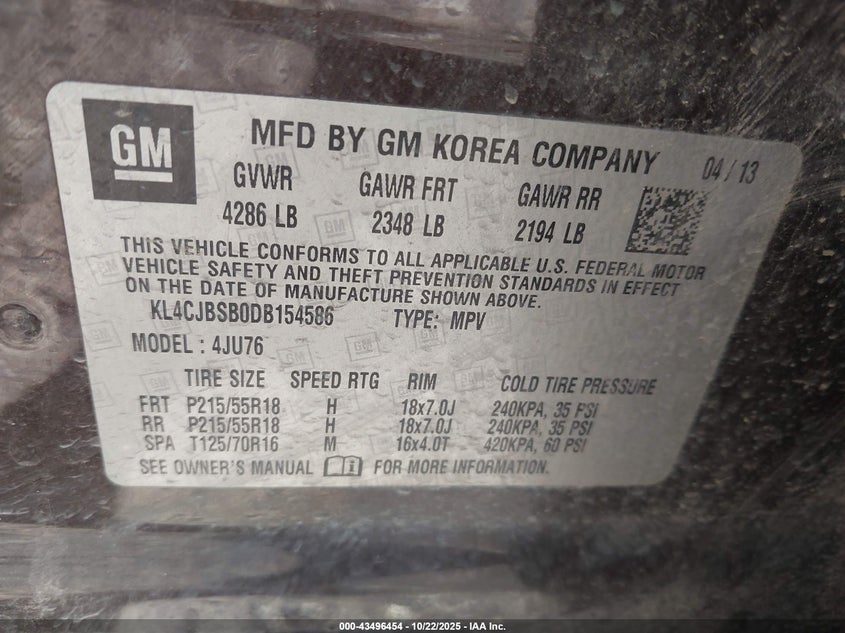 GM
MFD BY GM KOREA COMPANY 04 / 13
GVWR GAWR FRT GAWR RR
4286 LB 2348 LB 2194 LB
THIS VEHICLE CONFORMS TO ALL APPLICABLE U.S. FEDERAL MOTOR
VEHICLE SAFETY AND THEFT PREVENTION STANDARDS IN EFFECT
ON THE DATE OF MANUFACTURE SHOWN ABOVE.
KL4CJBSB0DB154586 TYPE: MPV
MODEL : 4JU76
TIRE SIZE SPEED RTG RIM COLD TIRE PRESSURE
FRT P215/55R18 H 18x7.0J 240KPA, 35 PSI
RR P215/55R18 H 18x7.0J 240KPA, 35 PSI
SPA T125/70R16 M 16x4.0T 420KPA, 60 PSI
SEE OWNER'S MANUAL i FOR MORE INFORMATION.
000-43496454 - 10/22/2025 - IAA Inc.